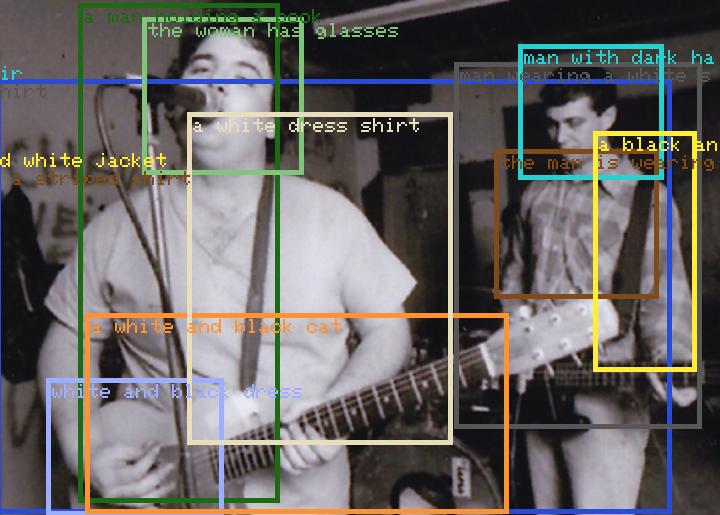 a man holding a book
the woman has glasses
man with dark ha
ir
man wearing a white s
hirt
a white dress shirt
a black an
d white jacket
the man is wearing
a striped shirt
a white and black cat
white and black dress